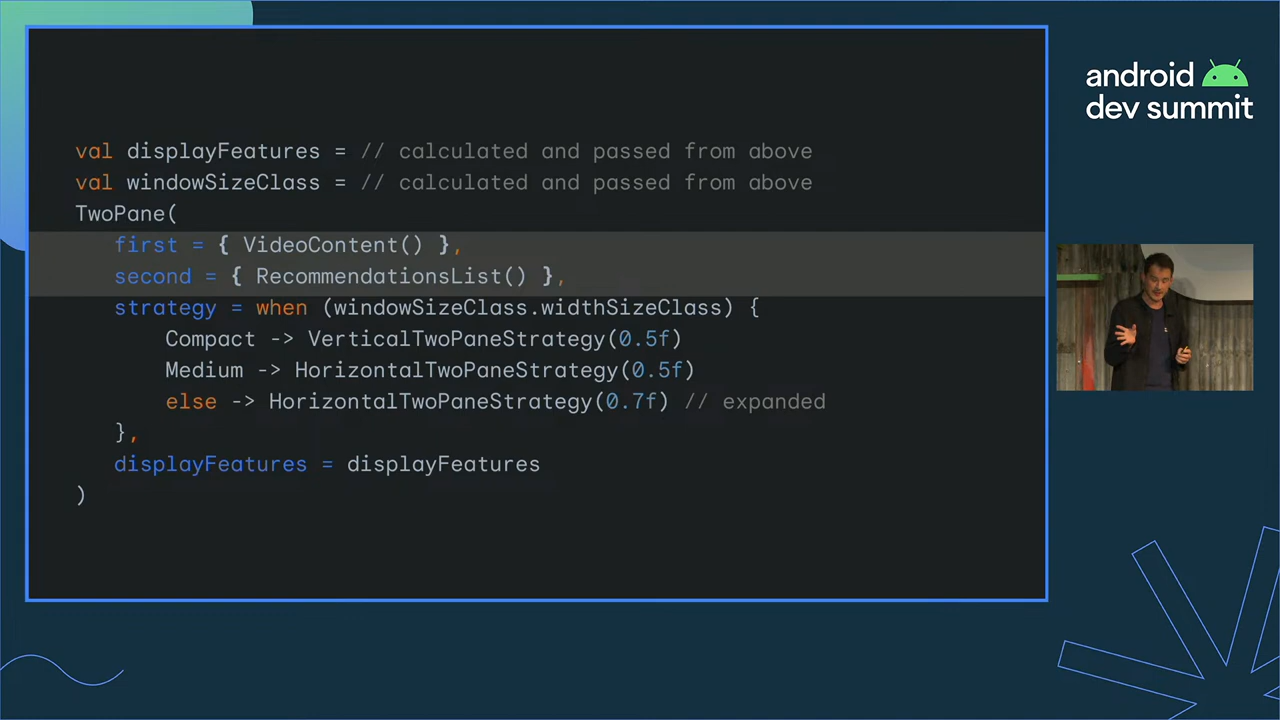 val displayFeatures = // calculated and passed from above
val windowSizeClass = // calculated and passed from above
TwoPane(
first = { VideoContent() },
second = { RecommendationsList() },
strategy = when (windowSizeClass.widthSizeClass) {
Compact -> VerticalTwoPaneStrategy(0.5f)
Medium -> HorizontalTwoPaneStrategy(0.5f)
else -> HorizontalTwoPaneStrategy(0.7f) // expanded
},
displayFeatures = displayFeatures
)
android
dev summit